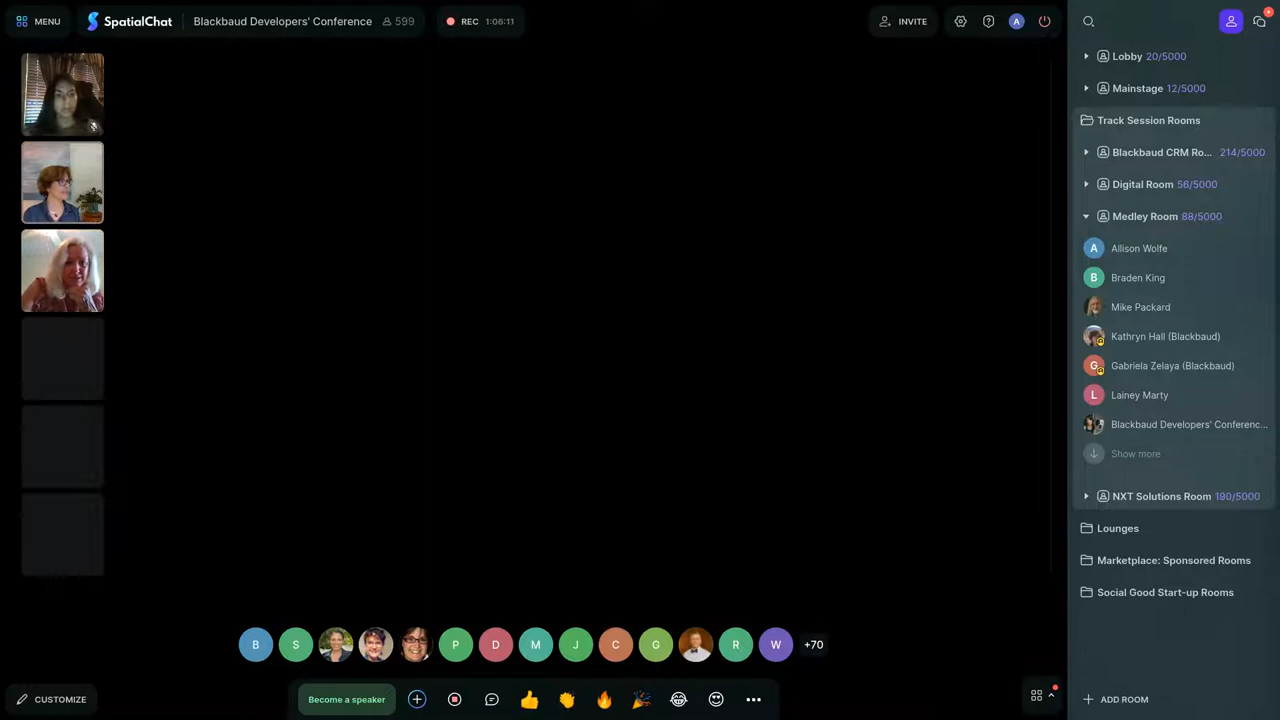 MENU
SpatialChat
Blackbaud Developers' Conference 599
REC 1:06:11
INVITE
A
Lobby 20/5000
Mainstage 12/5000
Track Session Rooms
Blackbaud CRM Ro... 214/5000
Digital Room 56/5000
Medley Room 88/5000
A Allison Wolfe
B Braden King
Mike Packard
Kathryn Hall (Blackbaud)
G Gabriela Zelaya (Blackbaud)
L Lainey Marty
Blackbaud Developers' Conferenc...
Show more
NXT Solutions Room 190/5000
Lounges
Marketplace: Sponsored Rooms
Social Good Start-up Rooms
B S P D M J C G R W +70
CUSTOMIZE
Become a speaker
ADD ROOM